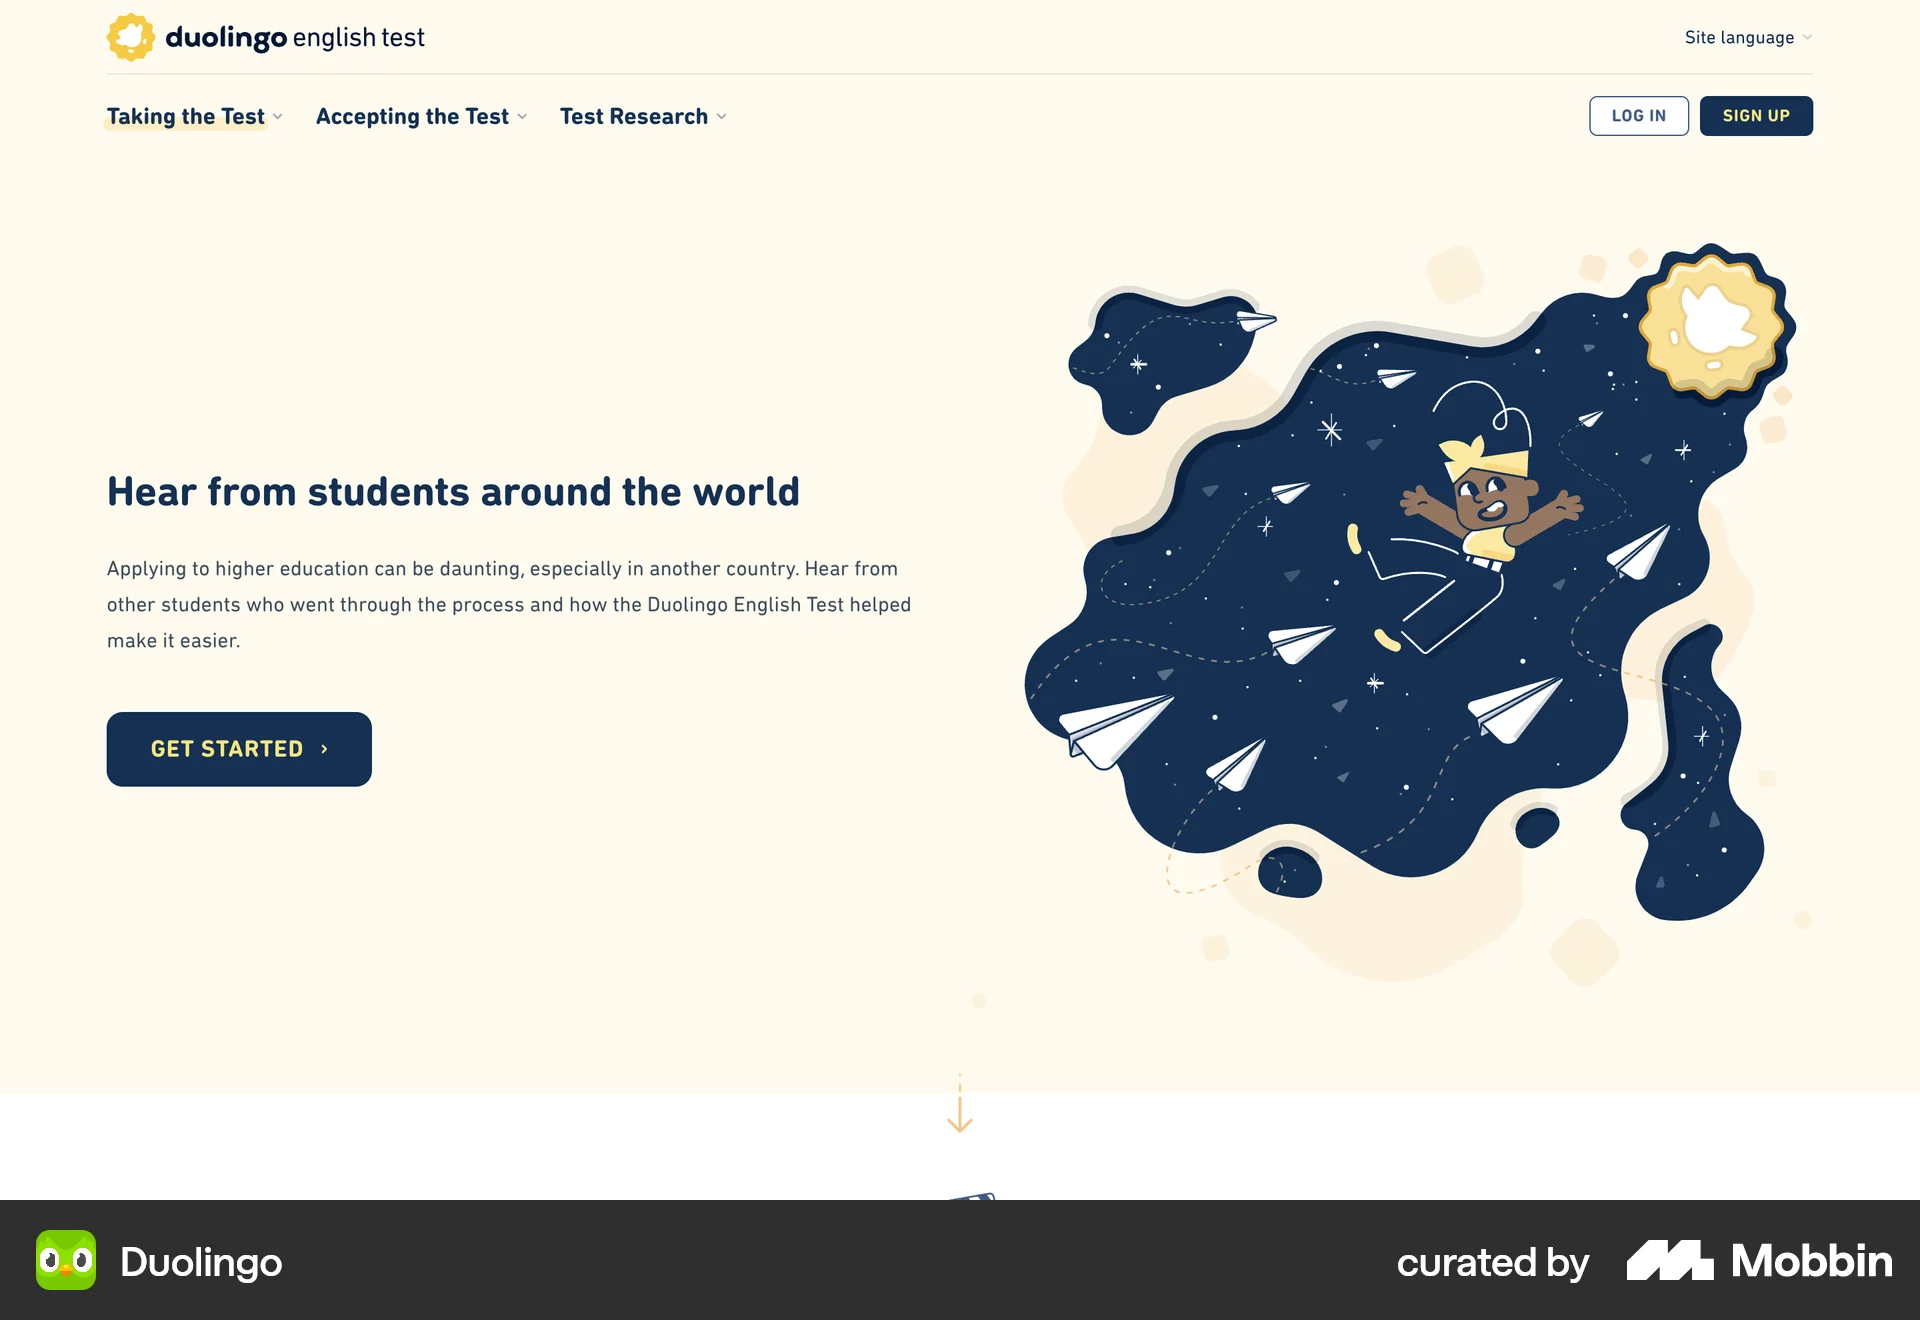 duolingo english test
Site language
Taking the Test
Accepting the Test
Test Research
LOG IN
SIGN UP
Hear from students around the world
Applying to higher education can be daunting, especially in another country. Hear from
other students who went through the process and how the Duolingo English Test helped
make it easier.
GET STARTED
Duolingo
curated by
Mobbin